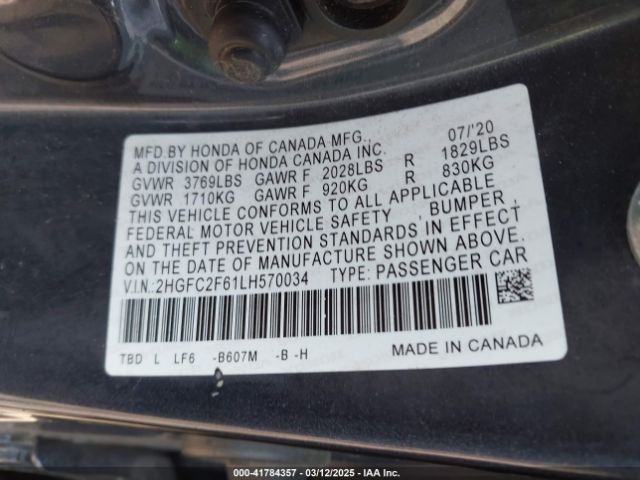 MFD.BY HONDA OF CANADA MFG., 07/'20
A DIVISION OF HONDA CANADA INC.
GVWR 3769LBS GAWR F 2028LBS R 1829LBS
GVWR 1710KG GAWR F 920KG R 830KG
THIS VEHICLE CONFORMS TO ALL APPLICABLE
FEDERAL MOTOR VEHICLE SAFETY , BUMPER ,
AND THEFT PREVENTION STANDARDS IN EFFECT
ON THE DATE OF MANUFACTURE SHOWN ABOVE.
V.I.N.:2HGFC2F61LH570034 TYPE: PASSENGER CAR
TBD L LF6 -B607M -B -H MADE IN CANADA
000-41784357 - 03/12/2025 - IAA Inc.